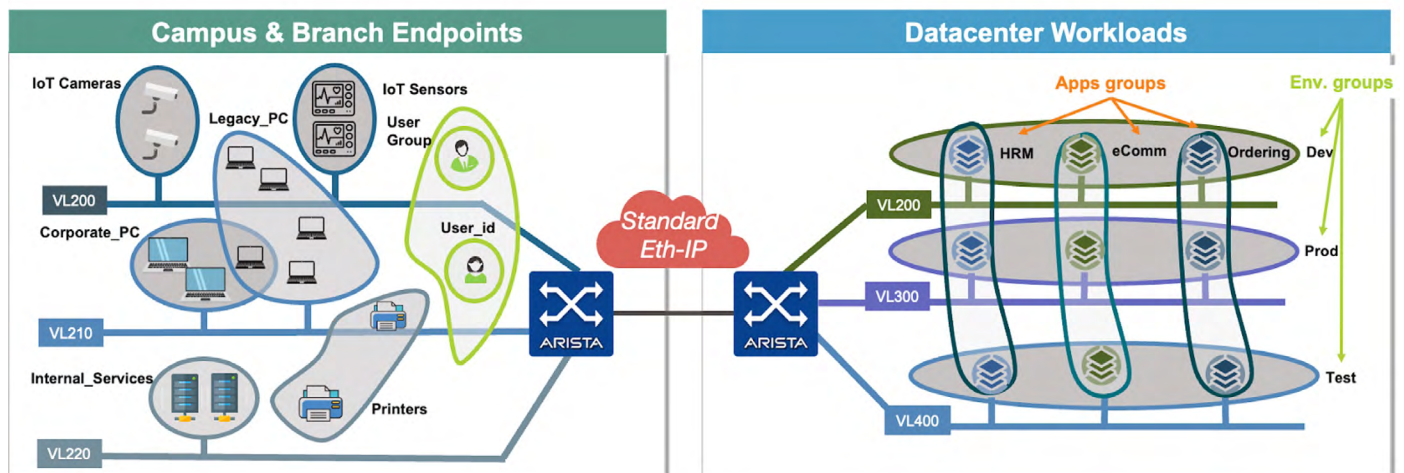 Campus & Branch Endpoints
IoT Cameras
IoT Sensors
Legacy_PC
User
Group
VL200
Corporate_PC
User_id
VL210
Internal_Services
Printers
VL220
ARISTA
Standard
Eth-IP
ARISTA
Datacenter Workloads
Apps groups
Env. groups
HRM
eComm
Ordering
Dev
VL200
Prod
VL300
Test
VL400